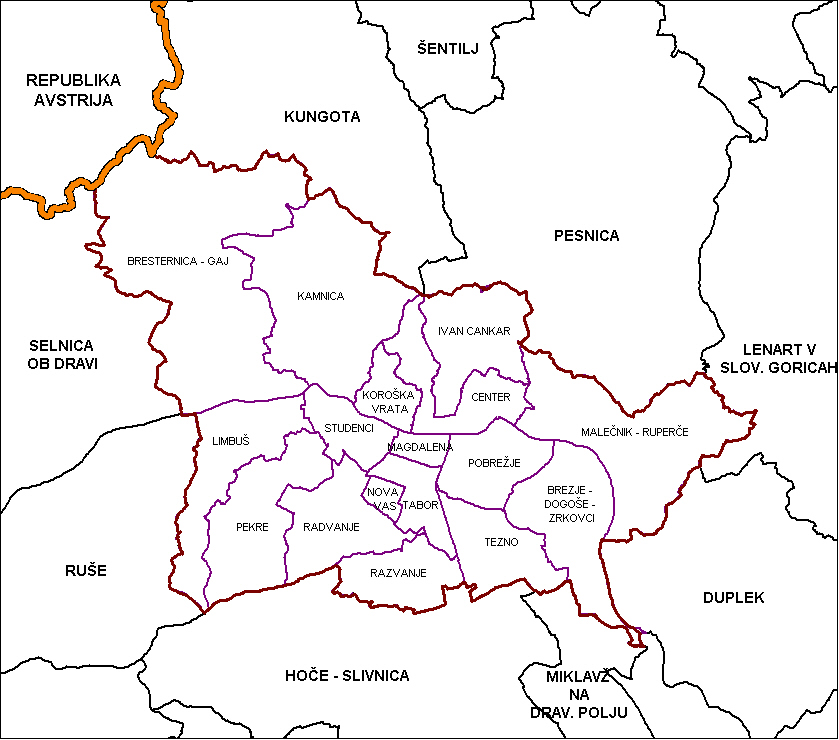 ŠENTILJ
REPUBLIKA
AVSTRIJA
KUNGOTA
PESNICA
BRESTERNICA - GAJ
KAMNICA
IVAN CANKAR
SELNICA
OB DRAVI
LENART V
SLOV. GORICAH
KOROŠKA
VRATA
CENTER
STUDENCI
MALEČNIK - RUPERČE
LIMBUŠ
MAGDALENA
POBREŽJE
NOVA
VAS
TABOR
BREZJE -
DOGOŠE -
ZRKOVCI
PEKRE
RADVANJE
TEZNO
RUŠE
RAZVANJE
DUPLEK
HOČE - SLIVNICA
MIKLAVŽ
NA
DRAV. POLJU